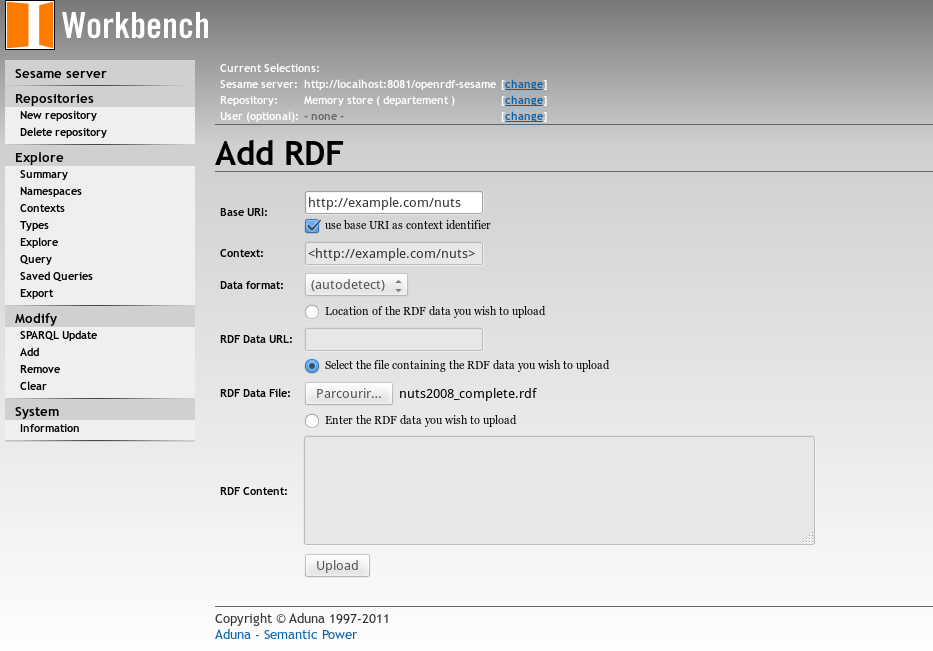 Workbench
Sesame server
Repositories
New repository
Delete repository
Explore
Summary
Namespaces
Contexts
Types
Explore
Query
Saved Queries
Export
Modify
SPARQL Update
Add
Remove
Clear
System
Information
Current Selections:
Sesame server: http://localhost:8081/openrdf-sesame [change]
Repository: Memory store ( departement ) [change]
User (optional): - none - [change]
Add RDF
Base URI: http://example.com/nuts
use base URI as context identifier
Context: <http://example.com/nuts>
Data format: (autodetect)
Location of the RDF data you wish to upload
RDF Data URL:
Select the file containing the RDF data you wish to upload
RDF Data File: Parcourir... nuts2008_complete.rdf
Enter the RDF data you wish to upload
RDF Content:
Upload
Copyright © Aduna 1997-2011
Aduna - Semantic Power